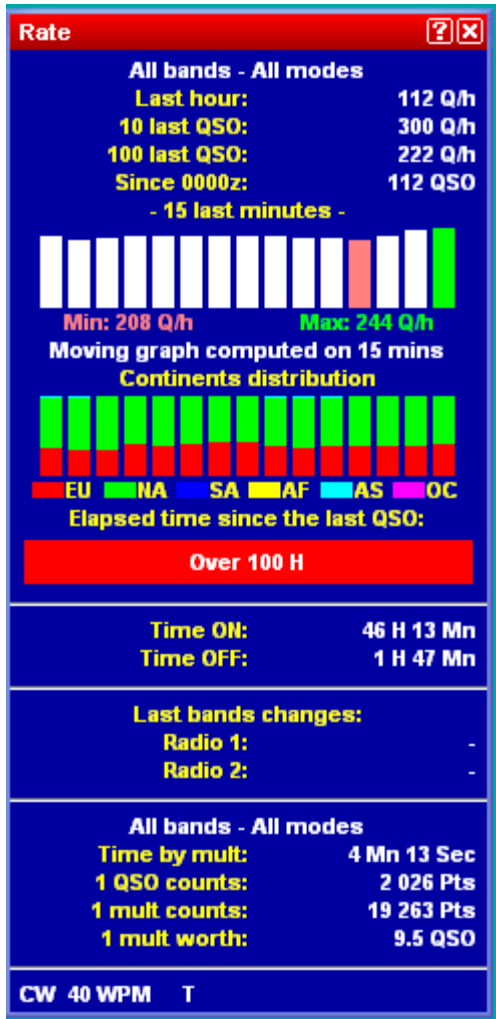 Rate ? ×
All bands - All modes
Last hour: 112 Q/h
10 last QSO: 300 Q/h
100 last QSO: 222 Q/h
Since 0000z: 112 QSO
- 15 last minutes -
Min: 208 Q/h Max: 244 Q/h
Moving graph computed on 15 mins
Continents distribution
EU NA SA AF AS OC
Elapsed time since the last QSO:
Over 100 H
Time ON: 46 H 13 Mn
Time OFF: 1 H 47 Mn
Last bands changes:
Radio 1: -
Radio 2: -
All bands - All modes
Time by mult: 4 Mn 13 Sec
1 QSO counts: 2 026 Pts
1 mult counts: 19 263 Pts
1 mult worth: 9.5 QSO
CW 40 WPM T